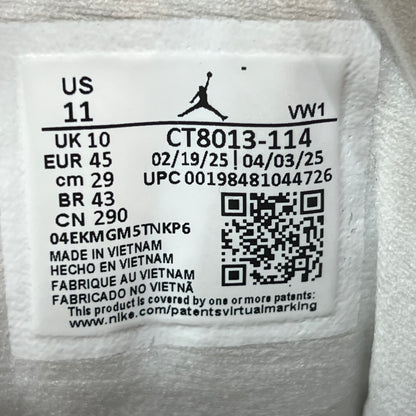 US
11
VW1
UK 10
CT8013-114
EUR 45
02/19/25 | 04/03/25
cm 29
UPC 00198481044726
BR 43
CN 290
04EKMGM5TNKP6
MADE IN VIETNAM
HECHO EN VIETNAM
FABRIQUE AU VIETNAM
FABRICADO NO VIETNÃ
This product is covered by one or more patents:
www.nike.com/patentsvirtualmarking